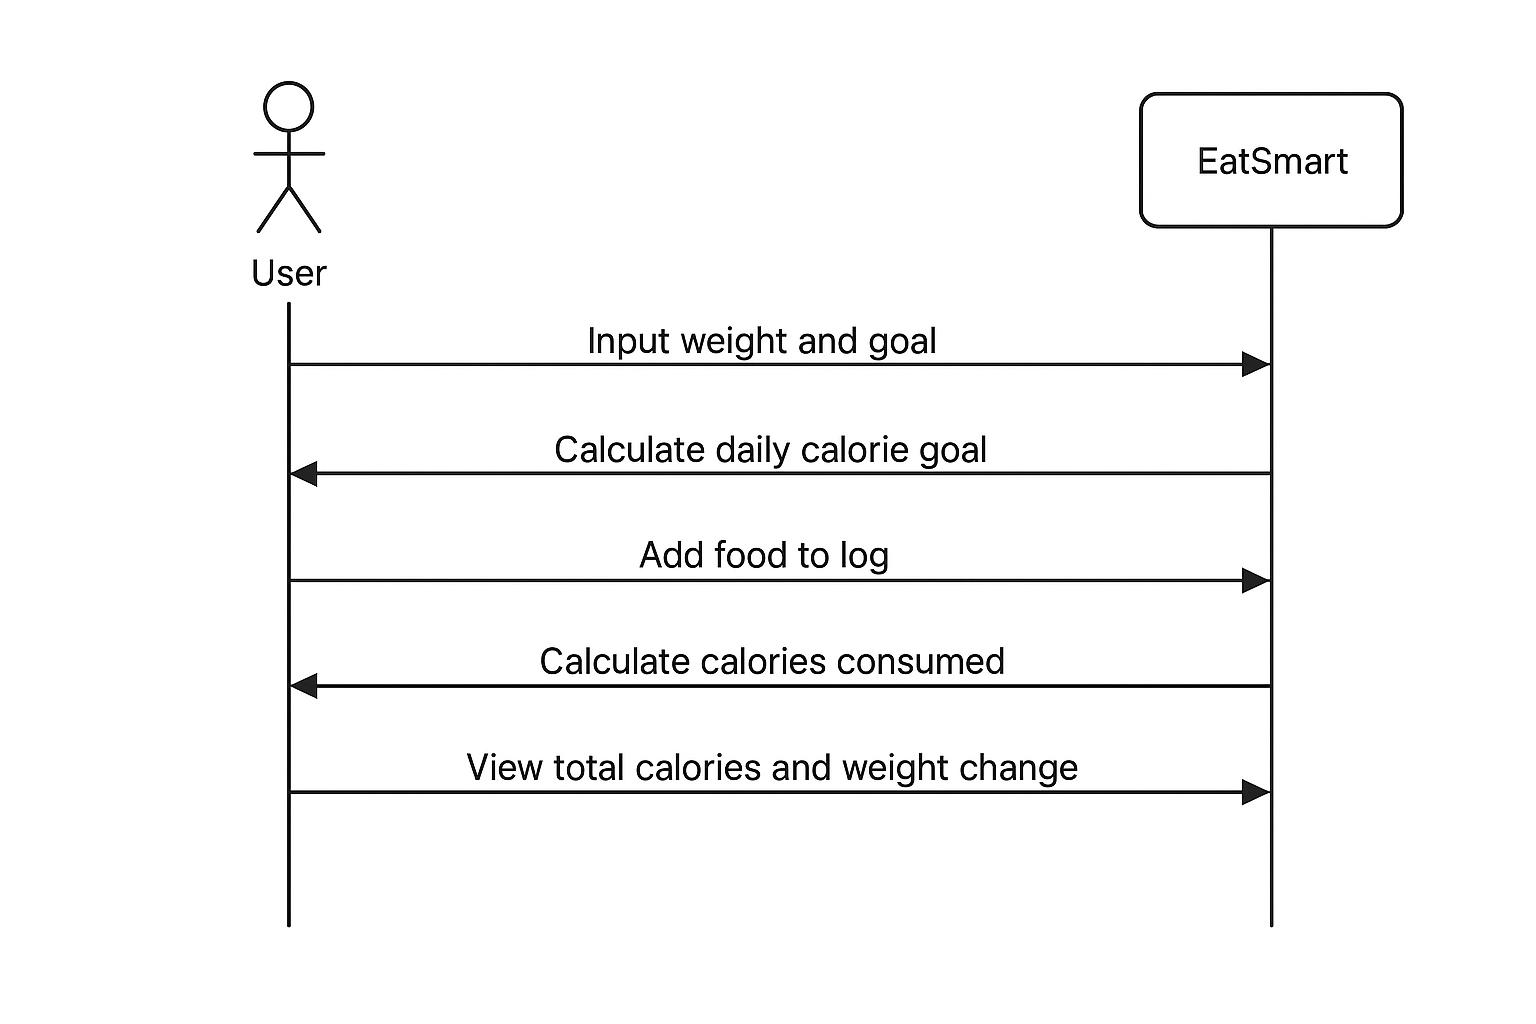 EatSmart
User
Input weight and goal
Calculate daily calorie goal
Add food to log
Calculate calories consumed
View total calories and weight change